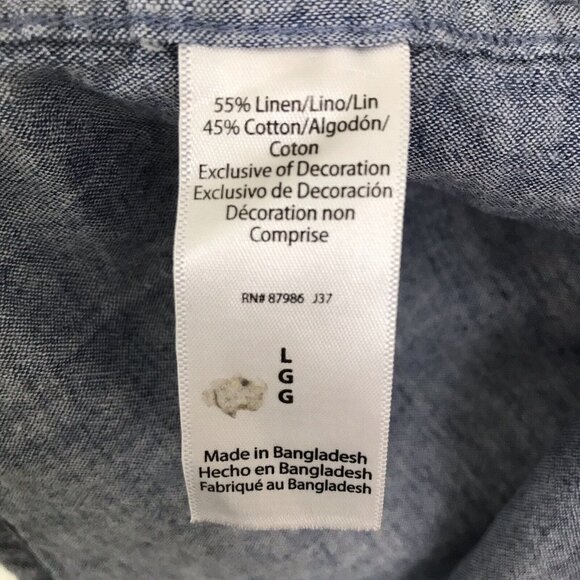 55% Linen/Lino/Lin
45% Cotton/Algodón/
Coton
Exclusive of Decoration
Exclusivo de Decoración
Décoration non
Comprise
RN# 87986 J37
L
G
G
Made in Bangladesh
Hecho en Bangladesh
Fabriqué au Bangladesh